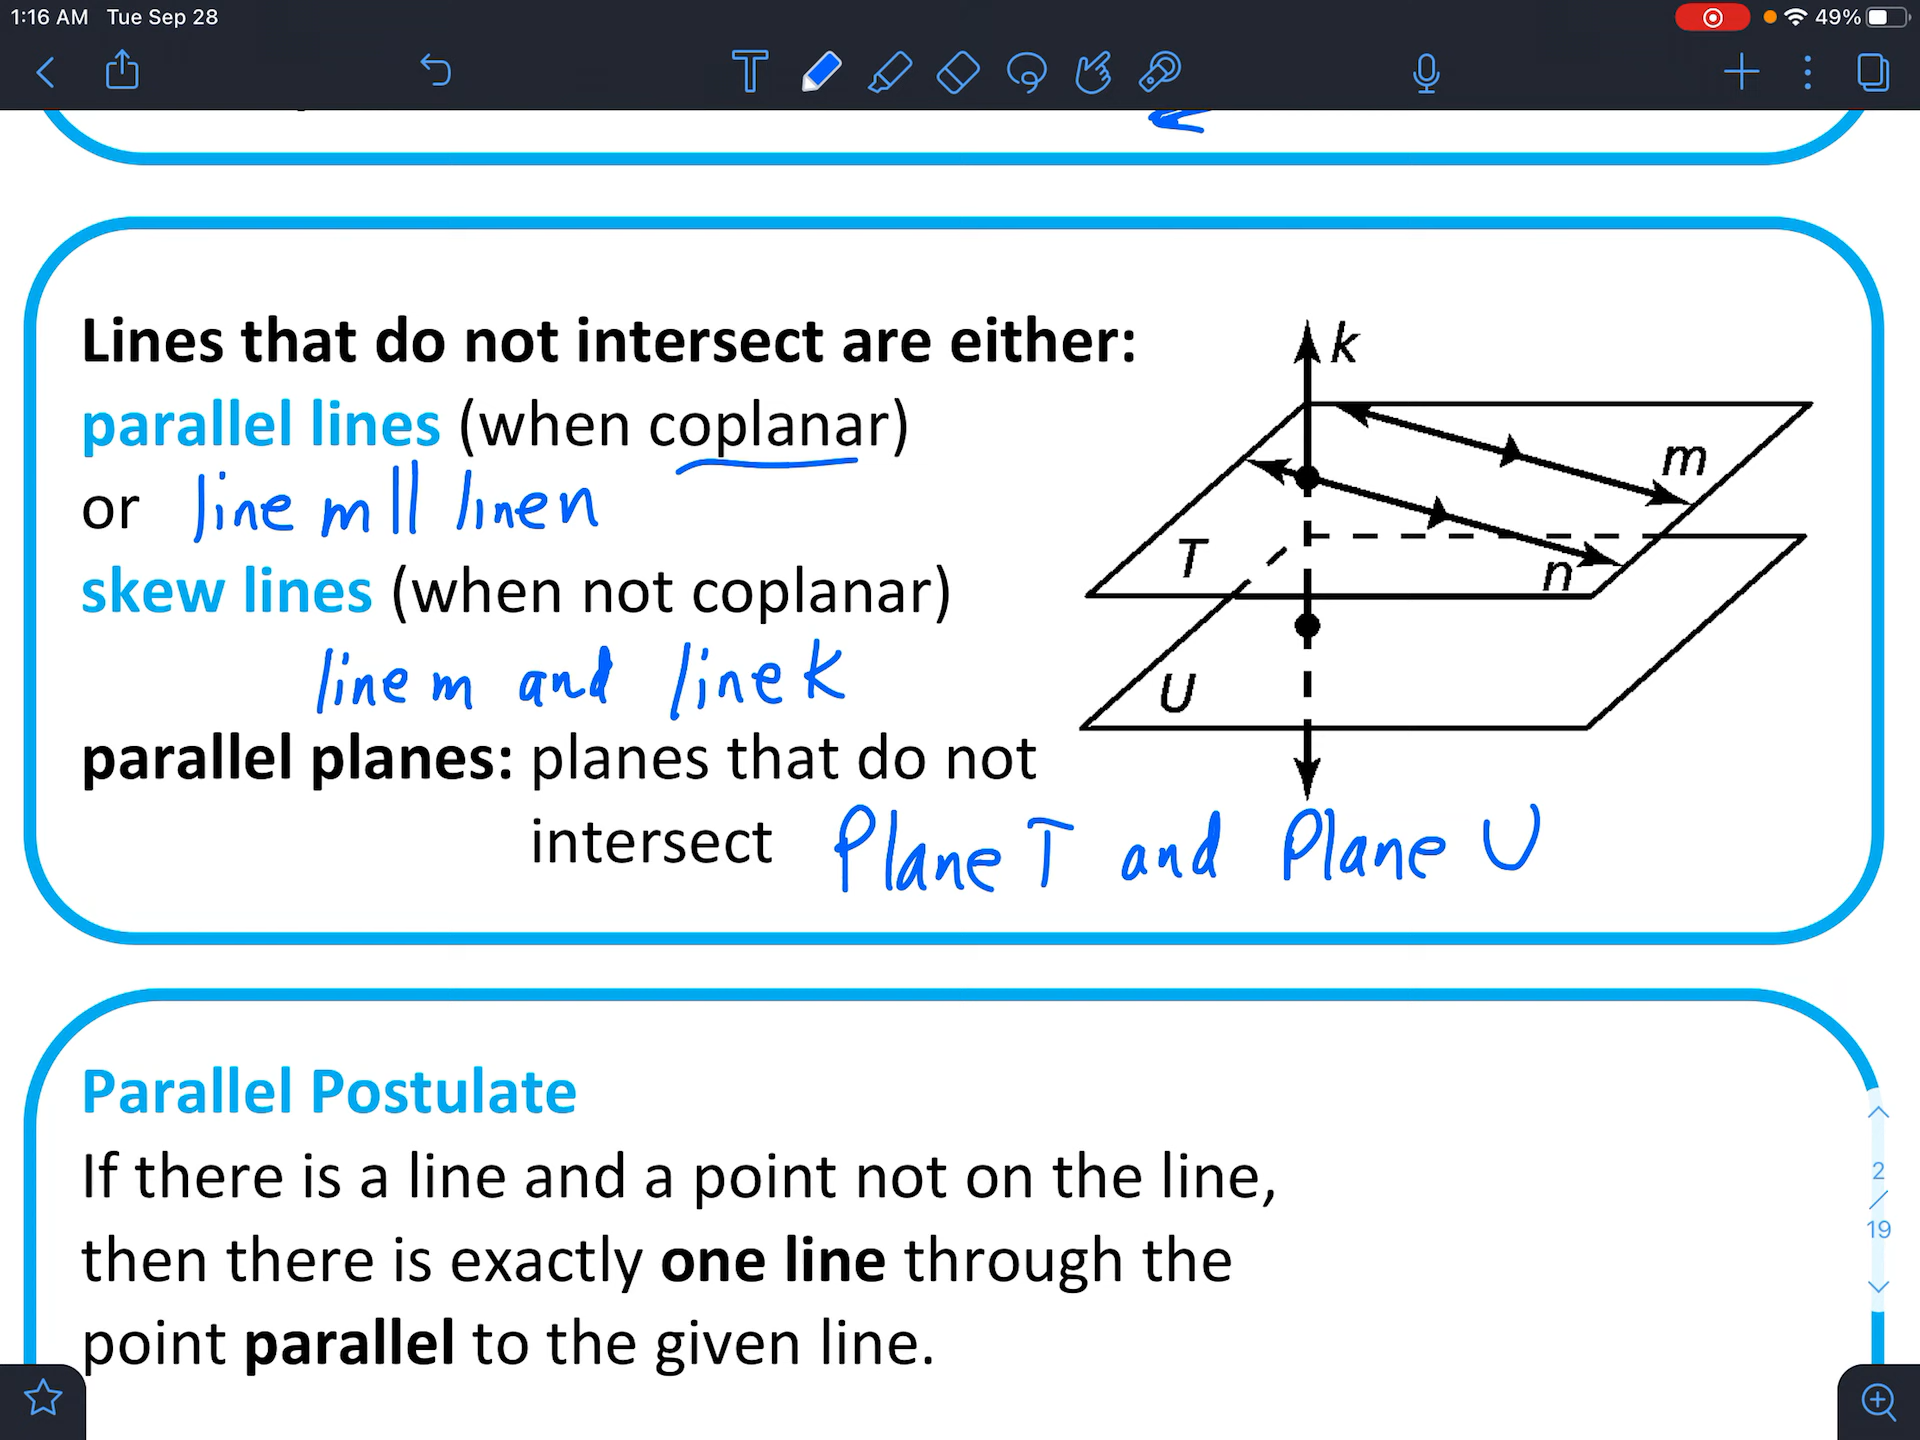 1:16 AM Tue Sep 28
49%
Lines that do not intersect are either:
k
parallel lines (when coplanar)
m
or line m || line n
T
n
skew lines (when not coplanar)
line m and line k
U
parallel planes: planes that do not
intersect Plane T and Plane U
Parallel Postulate
If there is a line and a point not on the line,
2
/
19
then there is exactly one line through the
point parallel to the given line.